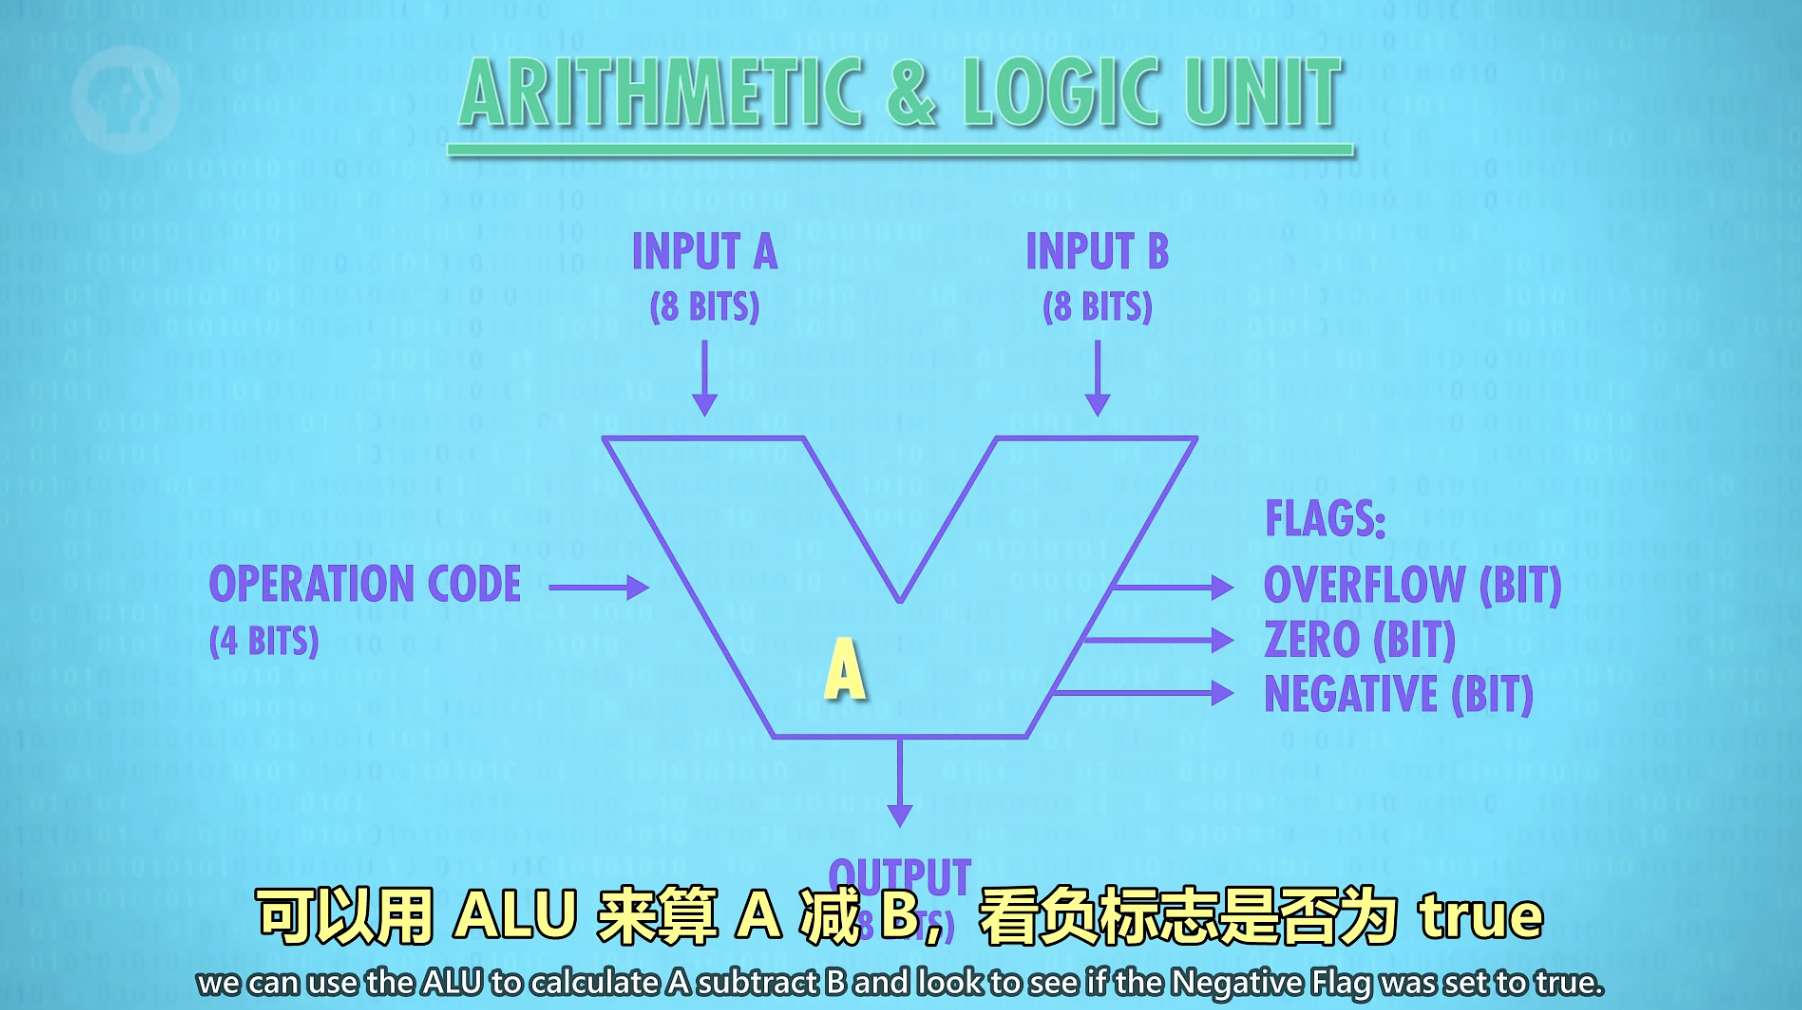 ARITHMETIC & LOGIC UNIT
INPUT A
(8 BITS)
INPUT B
(8 BITS)
OPERATION CODE
(4 BITS)
A
FLAGS:
OVERFLOW (BIT)
ZERO (BIT)
NEGATIVE (BIT)
OUTPUT
(8 BITS)
可以用 ALU 来算 A 减 B，看负标志是否为 true
we can use the ALU to calculate A subtract B and look to see if the Negative Flag was set to true.